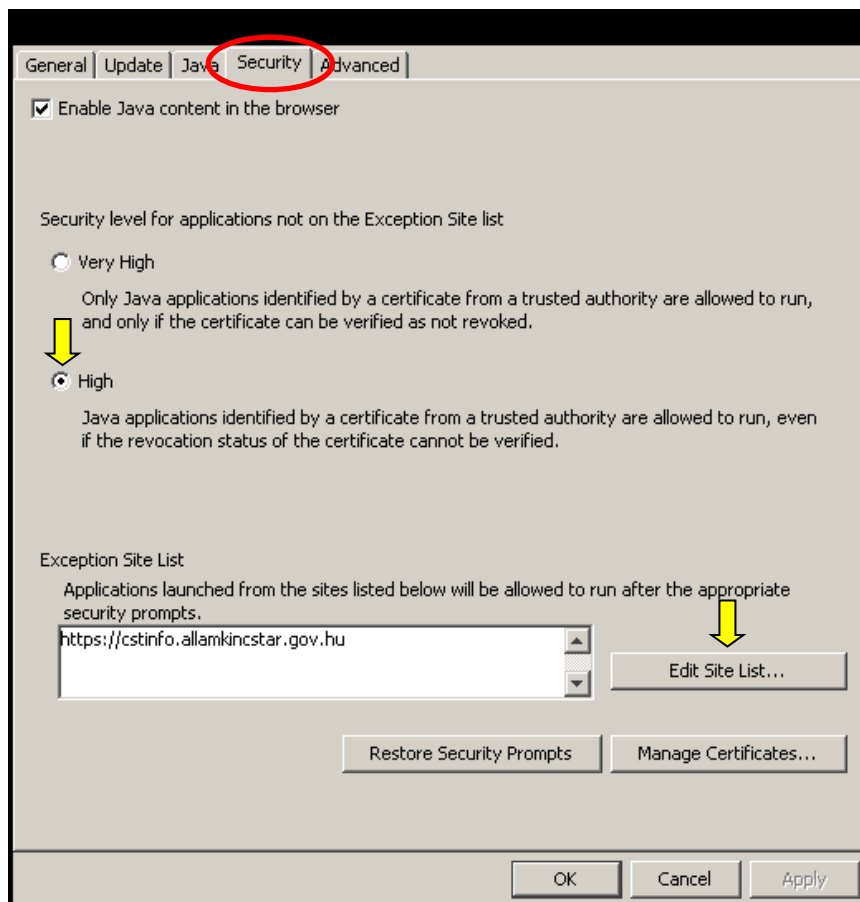 General Update Java Security Advanced
Enable Java content in the browser
Security level for applications not on the Exception Site list
Very High
Only Java applications identified by a certificate from a trusted authority are allowed to run,
and only if the certificate can be verified as not revoked.
High
Java applications identified by a certificate from a trusted authority are allowed to run, even
if the revocation status of the certificate cannot be verified.
Exception Site List
Applications launched from the sites listed below will be allowed to run after the appropriate
security prompts.
https://cstinfo.allamkincstar.gov.hu
Edit Site List...
Restore Security Prompts Manage Certificates...
OK Cancel Apply